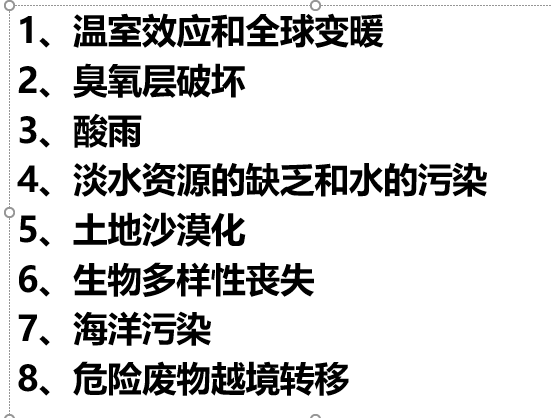 1、温室效应和全球变暖
2、臭氧层破坏
3、酸雨
4、淡水资源的缺乏和水的污染
5、土地沙漠化
6、生物多样性丧失
7、海洋污染
8、危险废物越境转移